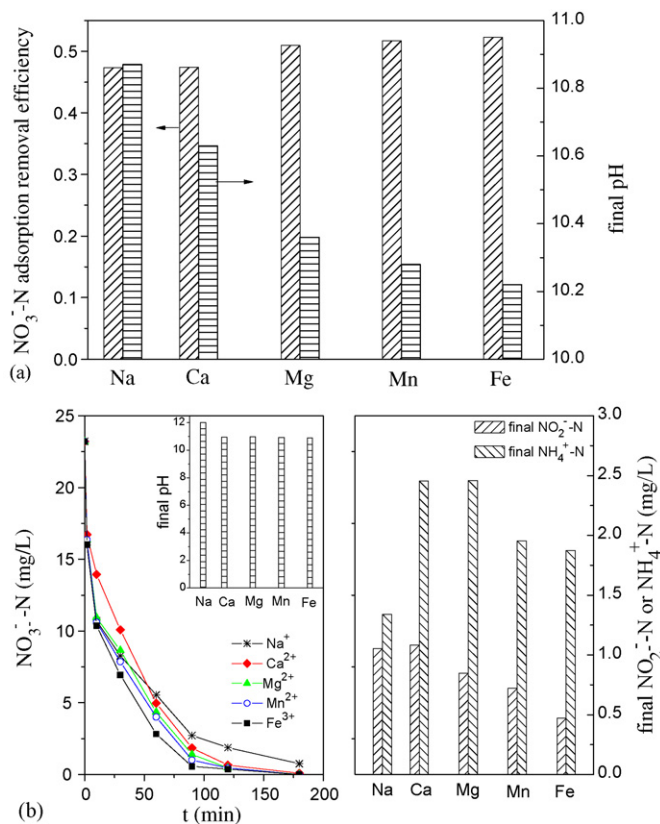 11.0
0.5
10.8
0.4
10.6
0.3
10.4
0.2
10.2
0.1
10.0
0.0
NO₃⁻-N adsorption removal efficiency
final pH
Na Ca Mg Mn Fe
(a)
25
20
15
10
5
0
NO₃⁻-N (mg/L)
12
10
8
6
4
2
0
final pH
Na Ca Mg Mn Fe
Na⁺
Ca²⁺
Mg²⁺
Mn²⁺
Fe³⁺
0 50 100 150 200
t (min)
(b)
final NO₂⁻-N
final NH₄⁺-N
3.0
2.5
2.0
1.5
1.0
0.5
0.0
final NO₂⁻-N or NH₄⁺-N (mg/L)
Na Ca Mg Mn Fe